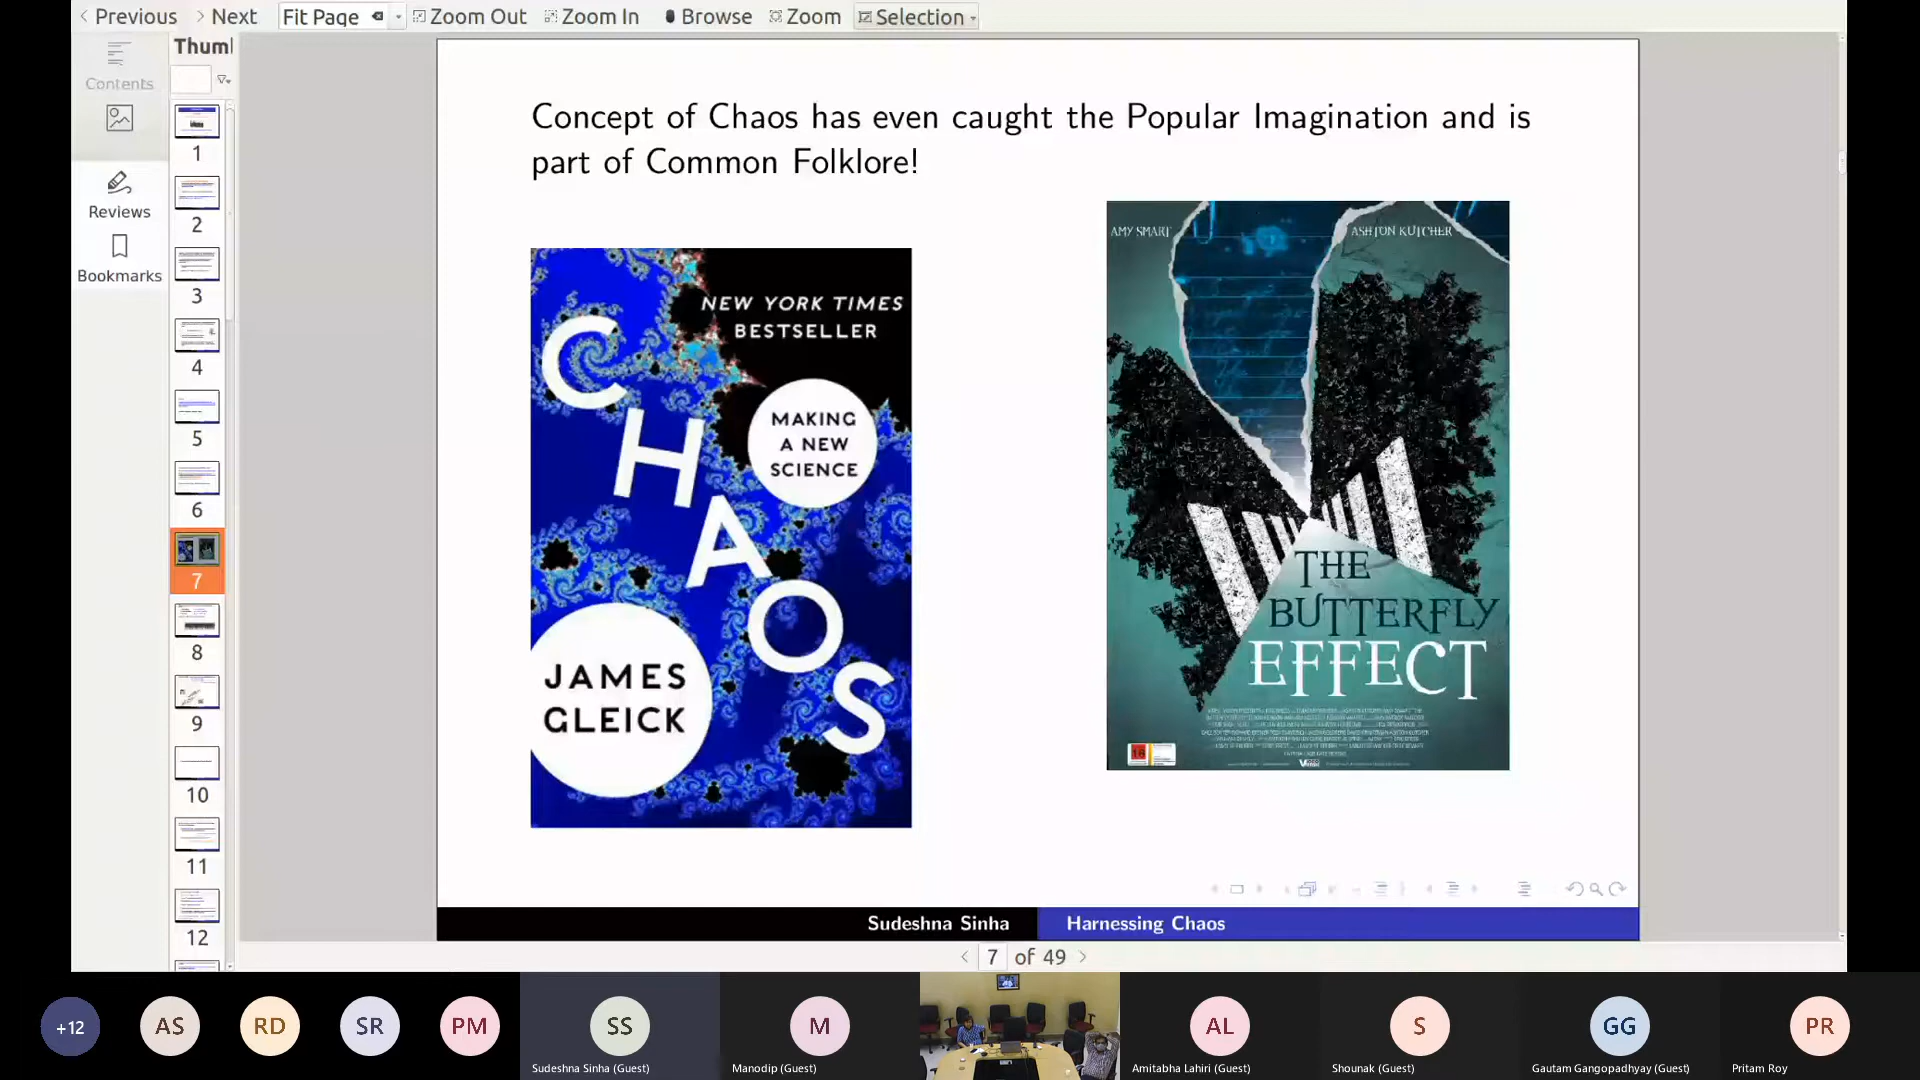 Previous
Next
Fit Page
Zoom Out
Zoom In
Browse
Zoom
Selection
Contents
Reviews
Bookmarks
Thum
1
2
3
4
5
6
7
8
9
10
11
12
Concept of Chaos has even caught the Popular Imagination and is
part of Common Folklore!
NEW YORK TIMES
BESTSELLER
CHAOS
MAKING
A NEW
SCIENCE
JAMES
GLEICK
AMY SMART
ASHTON KUTCHER
THE
BUTTERFLY
EFFECT
18
Sudeshna Sinha
Harnessing Chaos
7 of 49
+12
AS
RD
SR
PM
SS
Sudeshna Sinha (Guest)
M
Manodip (Guest)
AL
Amitabha Lahiri (Guest)
S
Shounak (Guest)
GG
Gautam Gangopadhyay (Guest)
PR
Pritam Roy